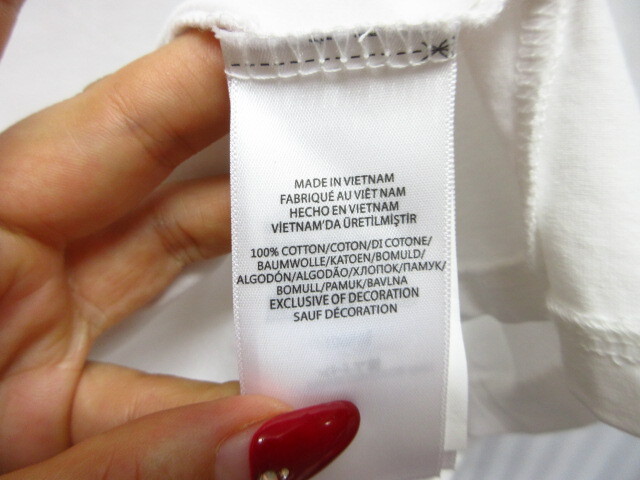 MADE IN VIETNAM
FABRIQUÉ AU VIÊT NAM
HECHO EN VIETNAM
VİETNAM'DA ÜRETİLMİŞTİR
100% COTTON/COTON/DI COTONE/
BAUMWOLLE/KATOEN/BOMULD/
ALGODÓN/ALGODÃO/ХЛОПОК/ПАМУК/
BOMULL/PAMUK/BAVLNA
EXCLUSIVE OF DECORATION
SAUF DÉCORATION